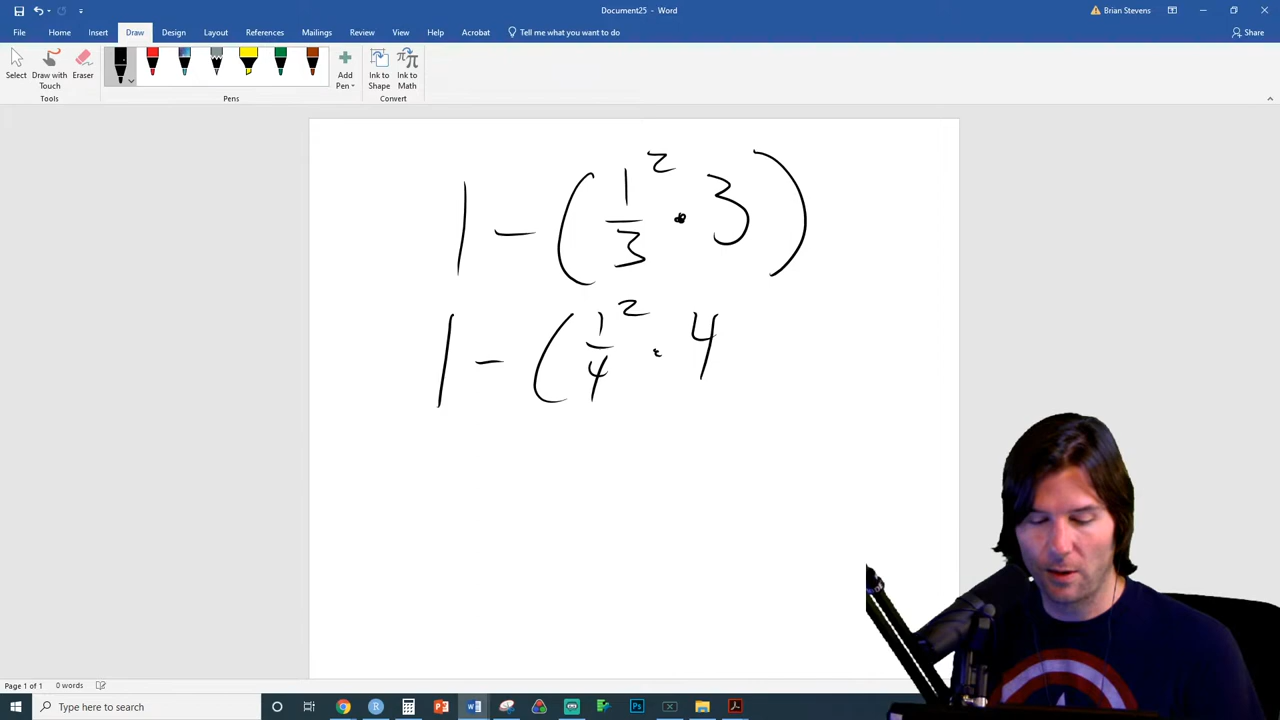 Document25 - Word
Brian Stevens
File Home Insert Draw Design Layout References Mailings Review View Help Acrobat Tell me what you want to do Share
Select Draw with Touch Eraser Add Pen Ink to Shape Ink to Math
Tools Pens Convert
1 - (1/3² · 3)
1 - (1/4² · 4
Page 1 of 1 0 words
Type here to search